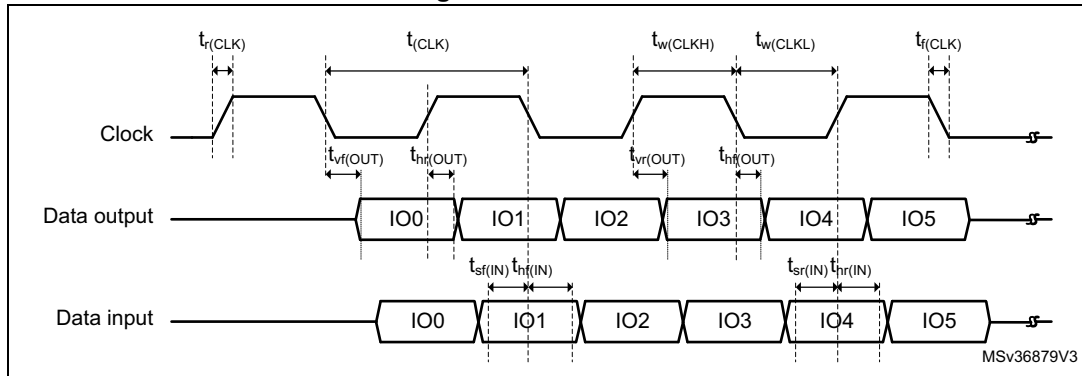 tr(CLK) t(CLK) tw(CLKH) tw(CLKL) tf(CLK)
Clock
tvf(OUT) thr(OUT) tvr(OUT) thf(OUT)
Data output IO0 IO1 IO2 IO3 IO4 IO5
tsf(IN) thf(IN) tsr(IN) thr(IN)
Data input IO0 IO1 IO2 IO3 IO4 IO5
MSv36879V3